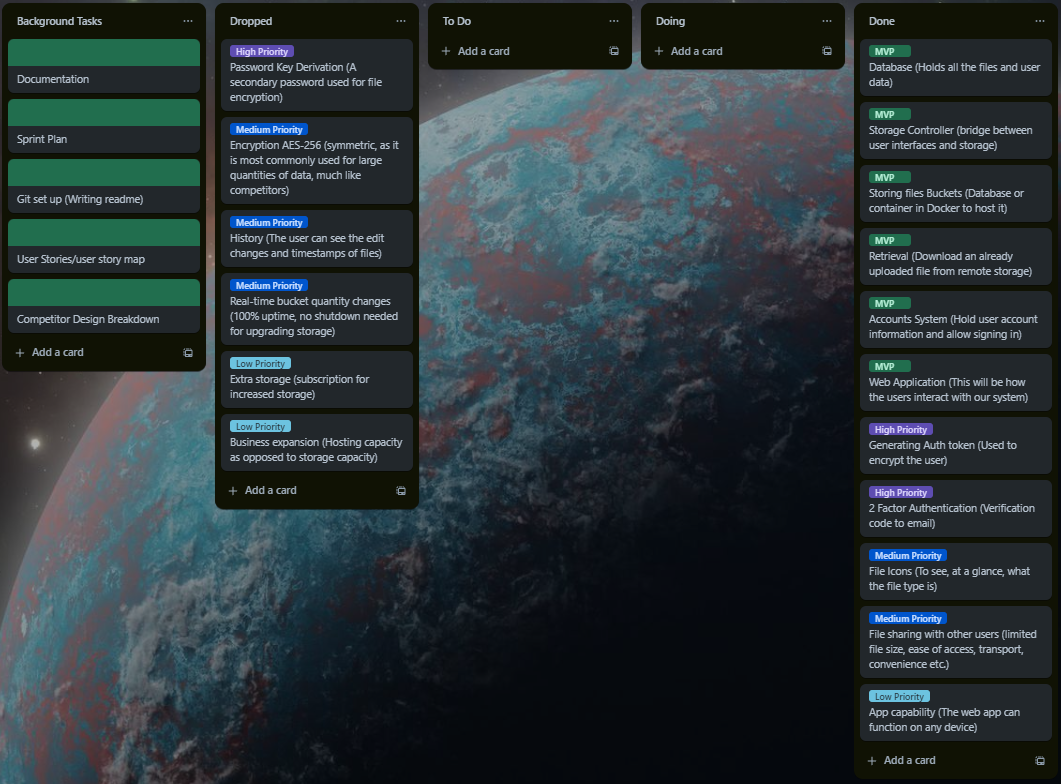 Background Tasks
Documentation
Sprint Plan
Git set up (Writing readme)
User Stories/user story map
Competitor Design Breakdown
Add a card
Dropped
High Priority
Password Key Derivation (A
secondary password used for file
encryption)
Medium Priority
Encryption AES-256 (symmetric, as it
is most commonly used for large
quantities of data, much like
competitors)
Medium Priority
History (The user can see the edit
changes and timestamps of files)
Medium Priority
Real-time bucket quantity changes
(100% uptime, no shutdown needed
for upgrading storage)
Low Priority
Extra storage (subscription for
increased storage)
Low Priority
Business expansion (Hosting capacity
as opposed to storage capacity)
Add a card
To Do
Add a card
Doing
Add a card
Done
MVP
Database (Holds all the files and user
data)
MVP
Storage Controller (bridge between
user interfaces and storage)
MVP
Storing files Buckets (Database or
container in Docker to host it)
MVP
Retrieval (Download an already
uploaded file from remote storage)
MVP
Accounts System (Hold user account
information and allow signing in)
MVP
Web Application (This will be how
the users interact with our system)
High Priority
Generating Auth token (Used to
encrypt the user)
High Priority
2 Factor Authentication (Verification
code to email)
Medium Priority
File Icons (To see, at a glance, what
the file type is)
Medium Priority
File sharing with other users (limited
file size, ease of access, transport,
convenience etc.)
Low Priority
App capability (The web app can
function on any device)
Add a card